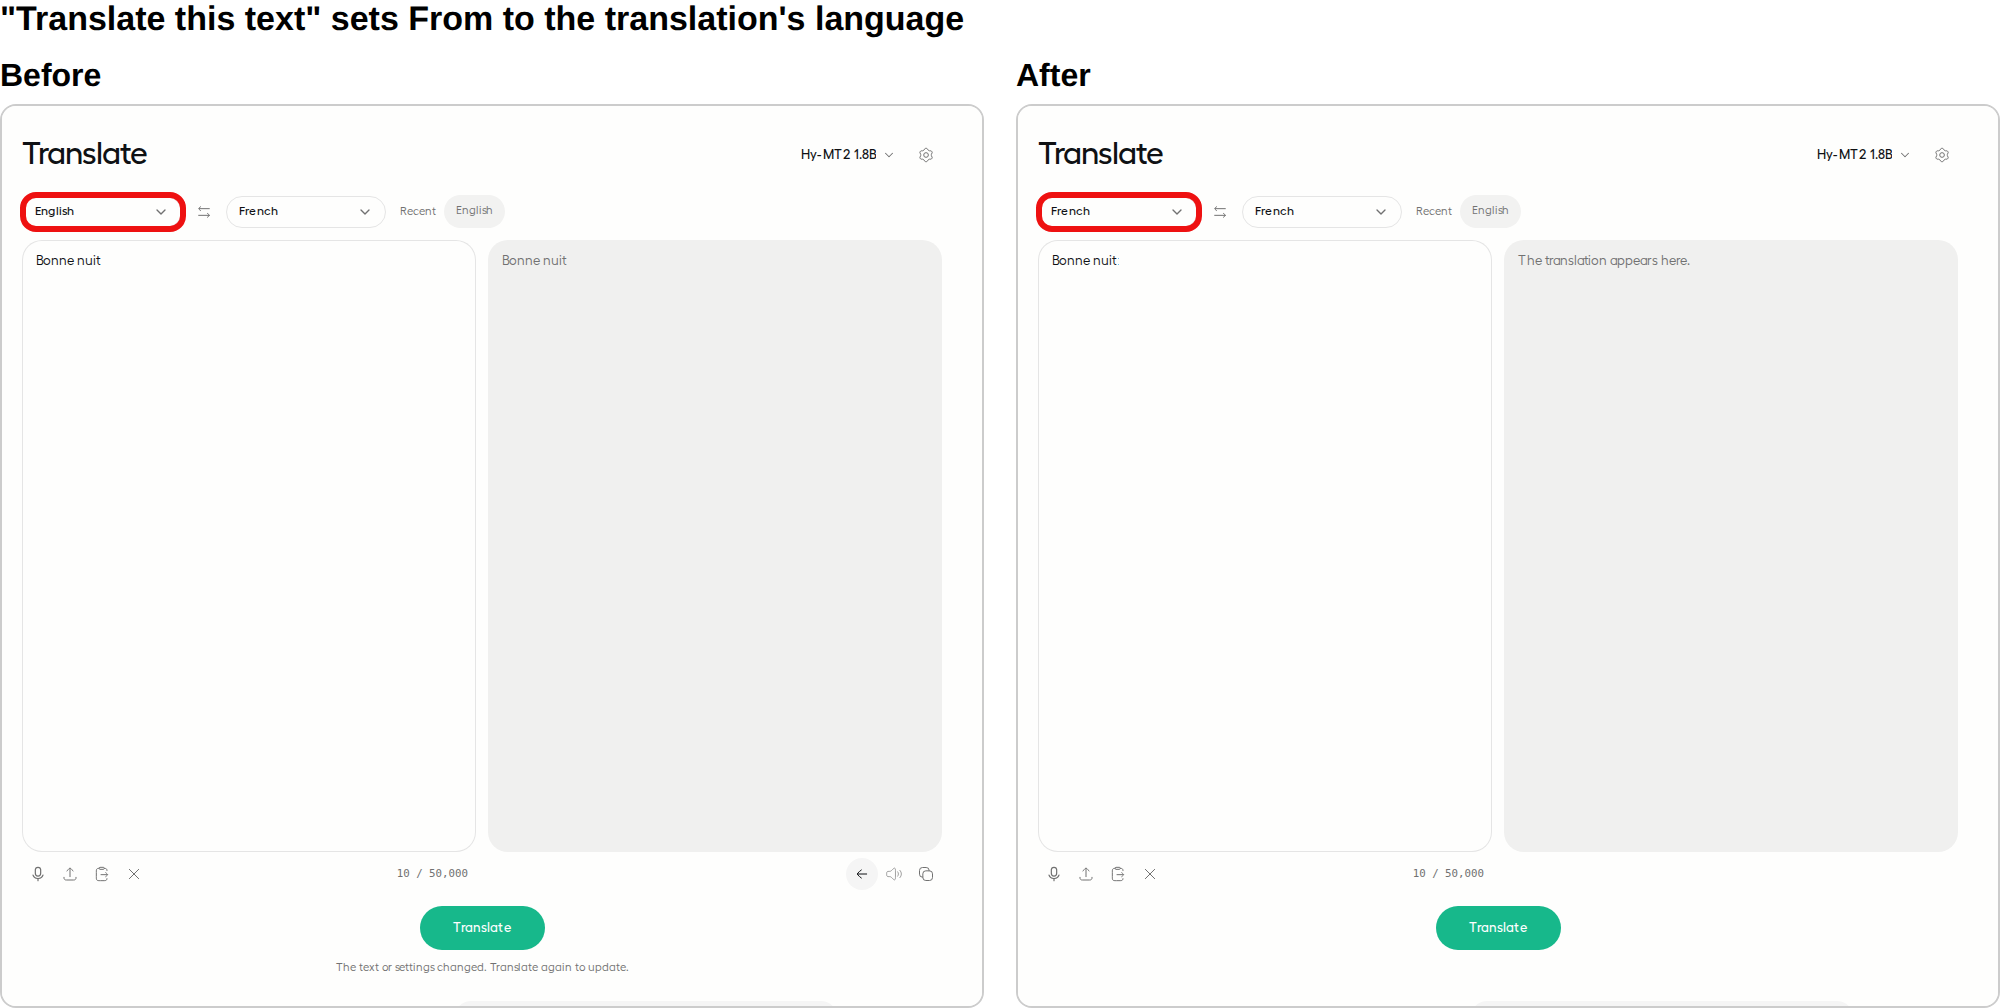 "Translate this text" sets From to the translation's language
Before
Translate
Hy-MT2 1.8B
English
French
Recent
English
Bonne nuit
Bonne nuit
10 / 50,000
Translate
The text or settings changed. Translate again to update.
After
Translate
Hy-MT2 1.8B
French
French
Recent
English
Bonne nuit
The translation appears here.
10 / 50,000
Translate